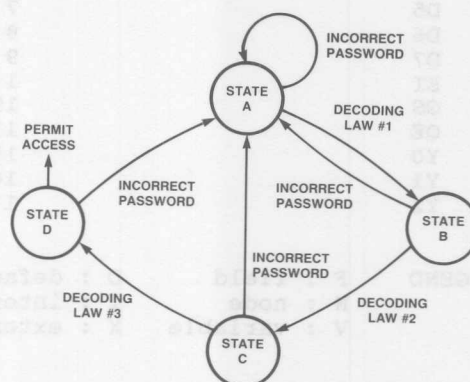 INCORRECT
PASSWORD
STATE
A
DECODING
LAW #1
PERMIT
ACCESS
INCORRECT
PASSWORD
INCORRECT
PASSWORD
STATE
D
STATE
B
INCORRECT
PASSWORD
DECODING
LAW #3
DECODING
LAW #2
STATE
C